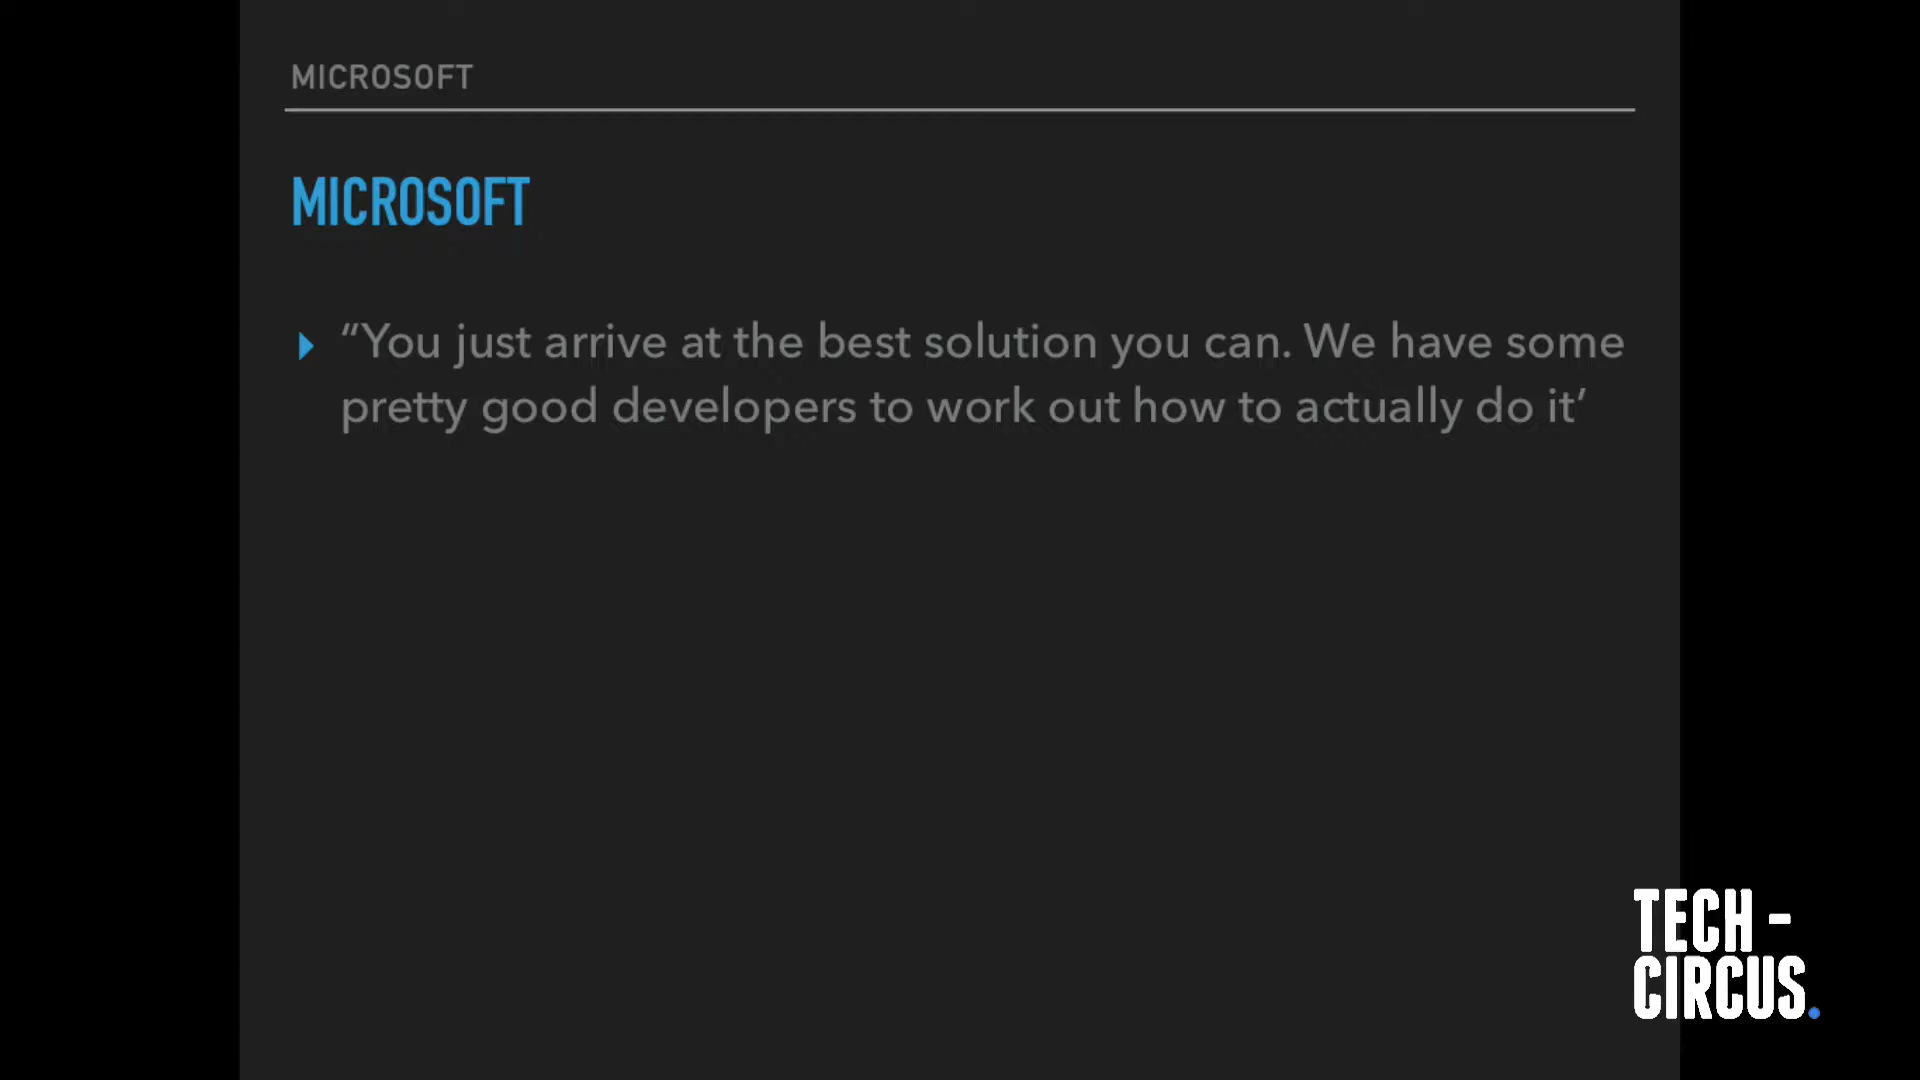 MICROSOFT
MICROSOFT
“You just arrive at the best solution you can. We have some
pretty good developers to work out how to actually do it’
TECH -
CIRCUS.